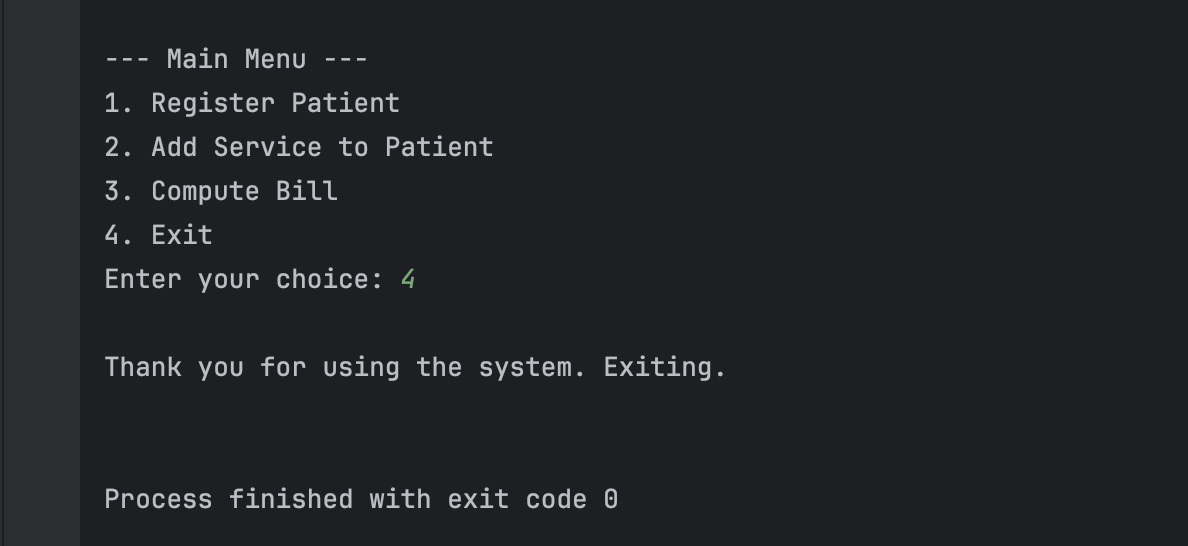 --- Main Menu ---
1. Register Patient
2. Add Service to Patient
3. Compute Bill
4. Exit
Enter your choice: 4
Thank you for using the system. Exiting.
Process finished with exit code 0